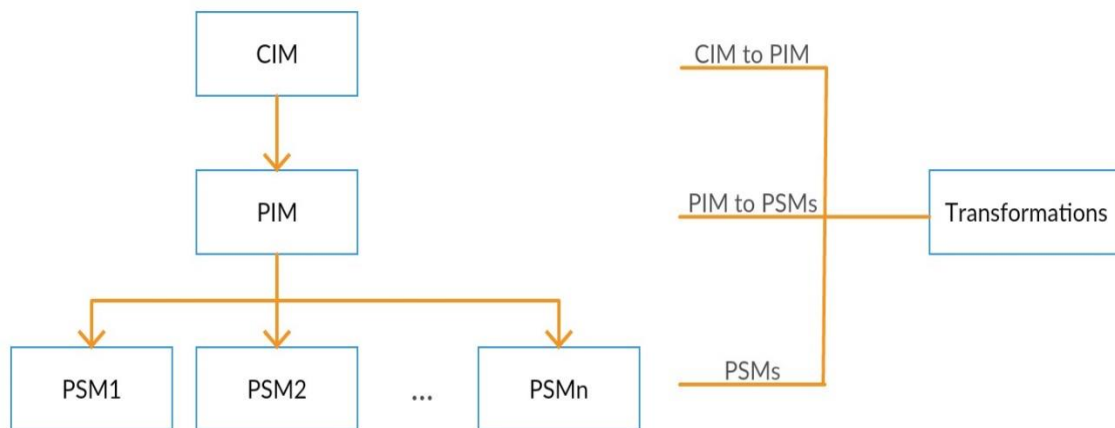 CIM
CIM to PIM
PIM
PIM to PSMs
Transformations
PSM1
PSM2
...
PSMn
PSMs